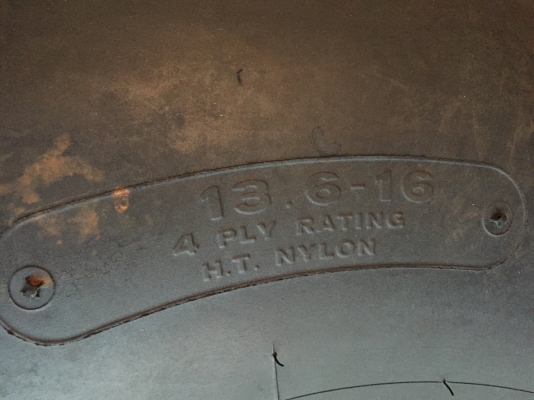 13.6-16
4 PLY RATING
H.T. NYLON